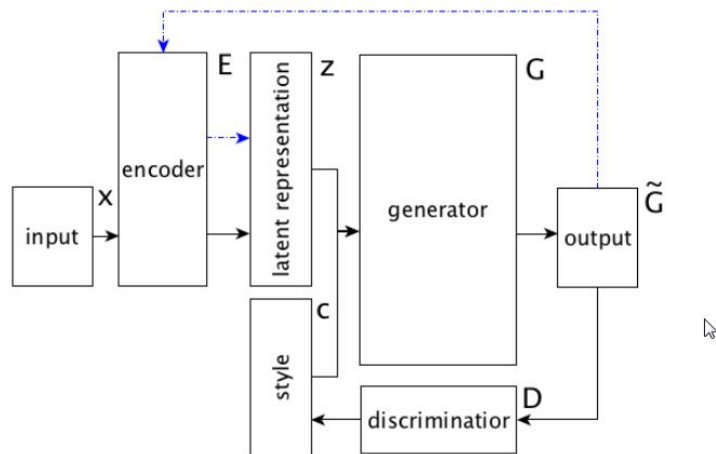 E
z
G
encoder
latent representation
x
G̃
generator
input
output
c
style
D
discriminatior